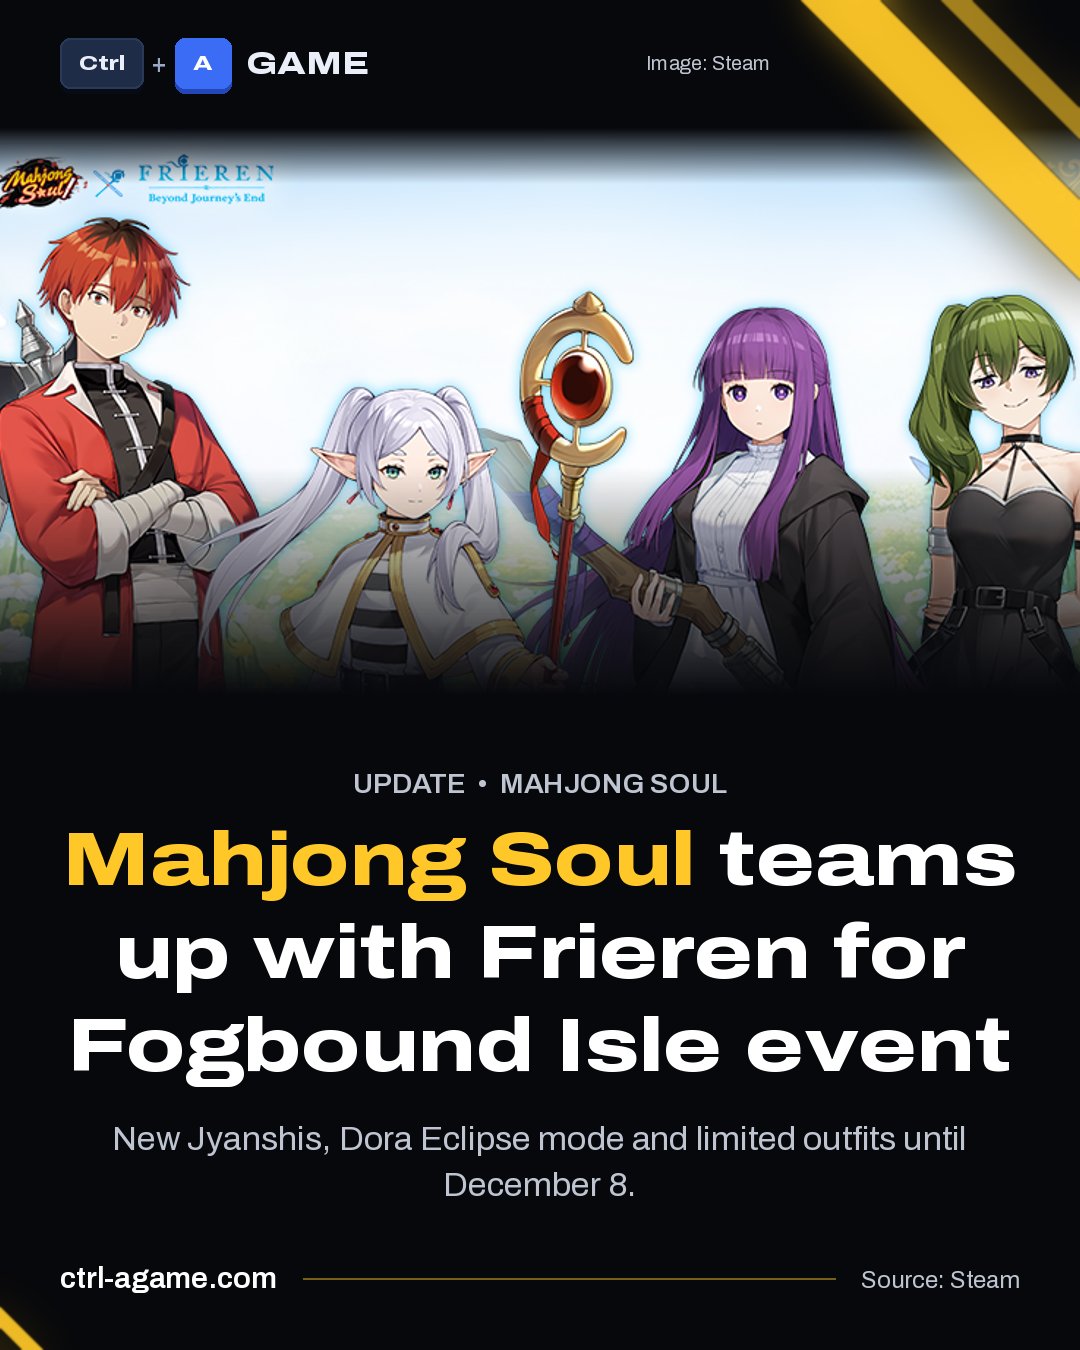 Ctrl + A GAME
Image: Steam
Mahjong Soul
FRIEREN
Beyond Journey's End
UPDATE • MAHJONG SOUL
Mahjong Soul teams
up with Frieren for
Fogbound Isle event
New Jyanshis, Dora Eclipse mode and limited outfits until
December 8.
ctrl-agame.com
Source: Steam